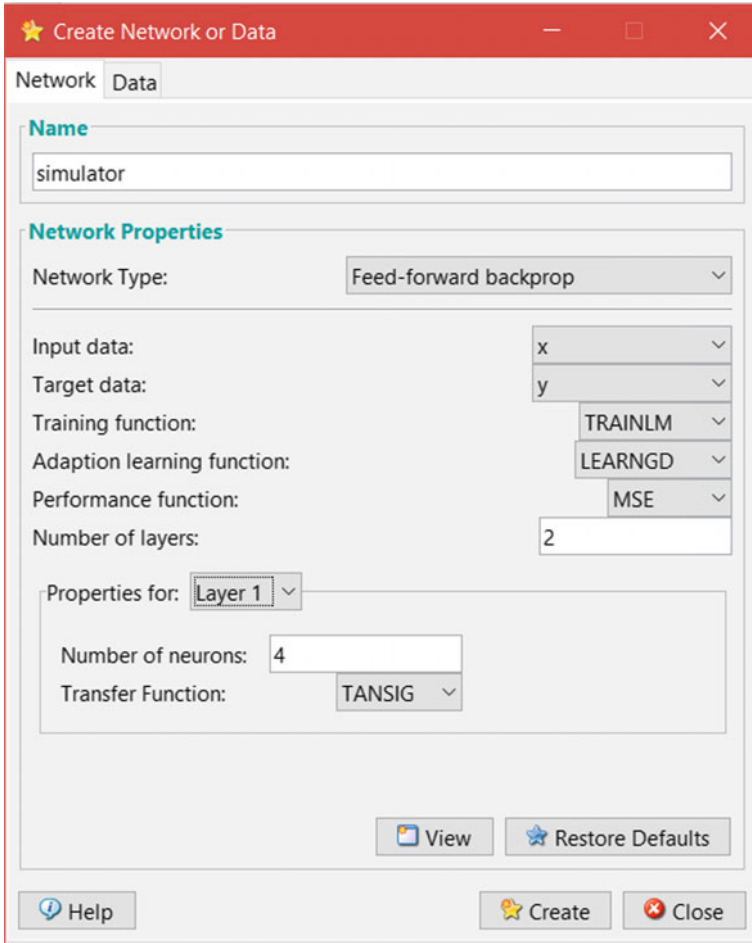 Create Network or Data
Network Data
Name
simulator
Network Properties
Network Type: Feed-forward backprop
Input data: x
Target data: y
Training function: TRAINLM
Adaption learning function: LEARNGD
Performance function: MSE
Number of layers: 2
Properties for: Layer 1
Number of neurons: 4
Transfer Function: TANSIG
View Restore Defaults
Help Create Close